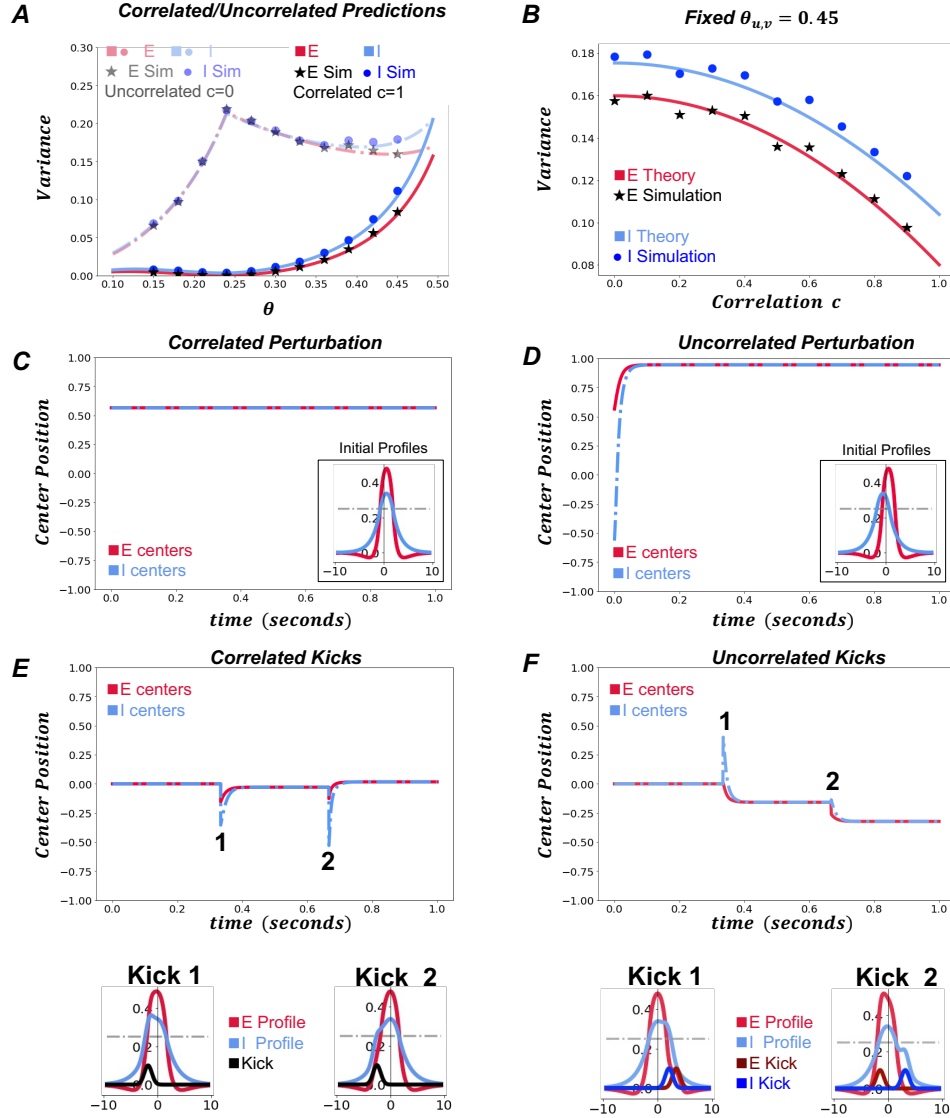 A
Correlated/Uncorrelated Predictions
E
I
E
I
E Sim
I Sim
E Sim
I Sim
Uncorrelated c=0
Correlated c=1
0.30
0.25
0.20
0.15
0.10
0.05
0.00
Variance
0.10 0.15 0.20 0.25 0.30 0.35 0.40 0.45 0.50
θ
B
Fixed θu,v = 0.45
0.18
0.16
0.14
0.12
0.10
0.08
Variance
E Theory
E Simulation
I Theory
I Simulation
0.0 0.2 0.4 0.6 0.8 1.0
Correlation c
C
Correlated Perturbation
1.00
0.75
0.50
0.25
0.00
−0.25
−0.50
−0.75
−1.00
Center Position
Initial Profiles
0.4
0.2
0.0
−10 0 10
E centers
I centers
0.0 0.2 0.4 0.6 0.8 1.0
time (seconds)
D
Uncorrelated Perturbation
1.00
0.75
0.50
0.25
0.00
−0.25
−0.50
−0.75
−1.00
Center Position
Initial Profiles
0.4
0.2
0.0
−10 0 10
E centers
I centers
0.0 0.2 0.4 0.6 0.8 1.0
time (seconds)
E
Correlated Kicks
1.00
0.75
0.50
0.25
0.00
−0.25
−0.50
−0.75
−1.00
Center Position
E centers
I centers
1
2
0.0 0.2 0.4 0.6 0.8 1.0
time (seconds)
F
Uncorrelated Kicks
1.00
0.75
0.50
0.25
0.00
−0.25
−0.50
−0.75
−1.00
Center Position
E centers
I centers
1
2
0.0 0.2 0.4 0.6 0.8 1.0
time (seconds)
Kick 1
0.4
0.2
0.0
−10 0 10
E Profile
I Profile
Kick
Kick 2
0.4
0.2
0.0
−10 0 10
Kick 1
0.4
0.2
0.0
−10 0 10
E Profile
I Profile
E Kick
I Kick
Kick 2
0.4
0.2
0.0
−10 0 10